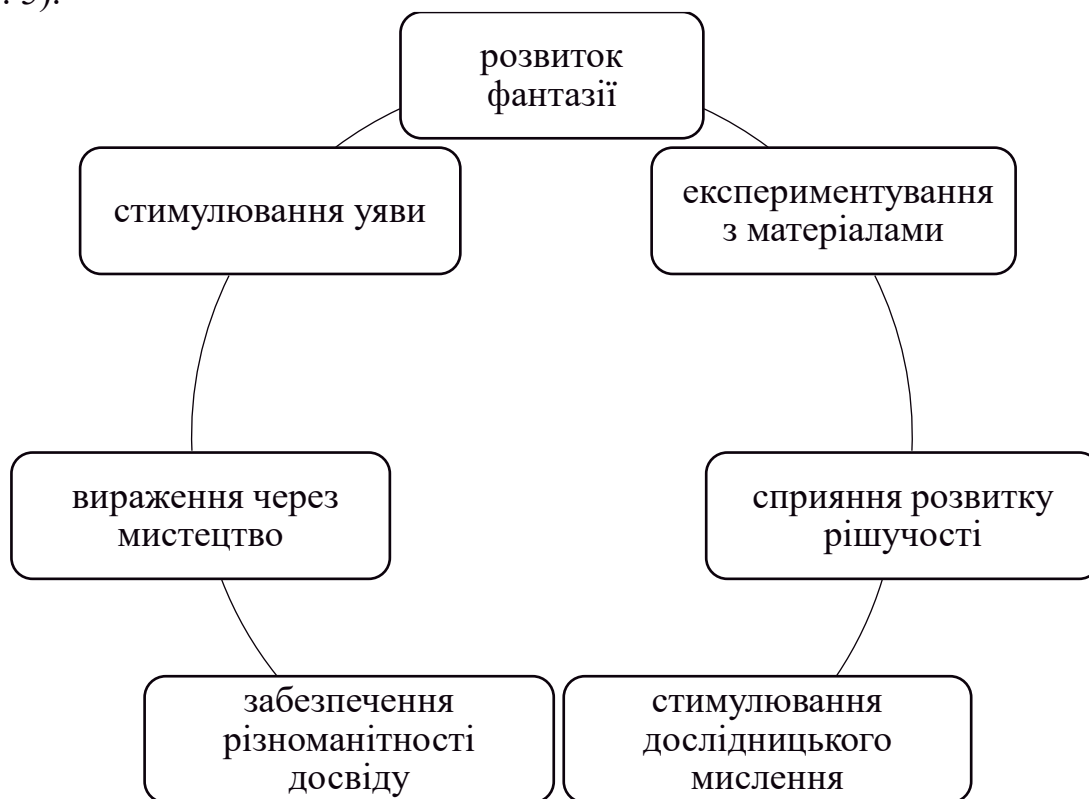 . 5).
розвиток
фантазії
стимулювання уяви
експериментування
з матеріалами
вираження через
мистецтво
сприяння розвитку
рішучості
забезпечення
різноманітності
досвіду
стимулювання
дослідницького
мислення